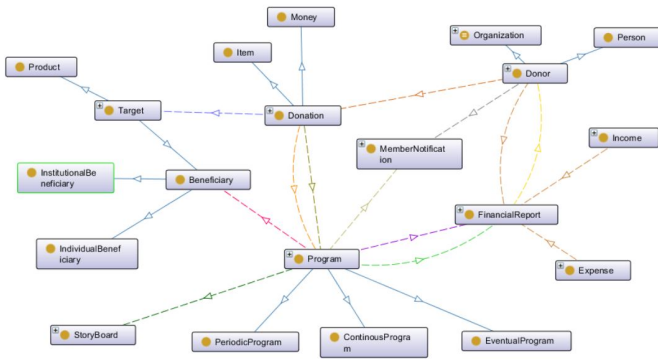 Money
Organization
Person
Item
Product
Donor
Target
Donation
Income
MemberNotificat
ion
InstitutionalBe
neficiary
Beneficiary
FinancialReport
IndividualBenef
iciary
Program
Expense
StoryBoard
PeriodicProgram
ContinousProgra
m
EventualProgram